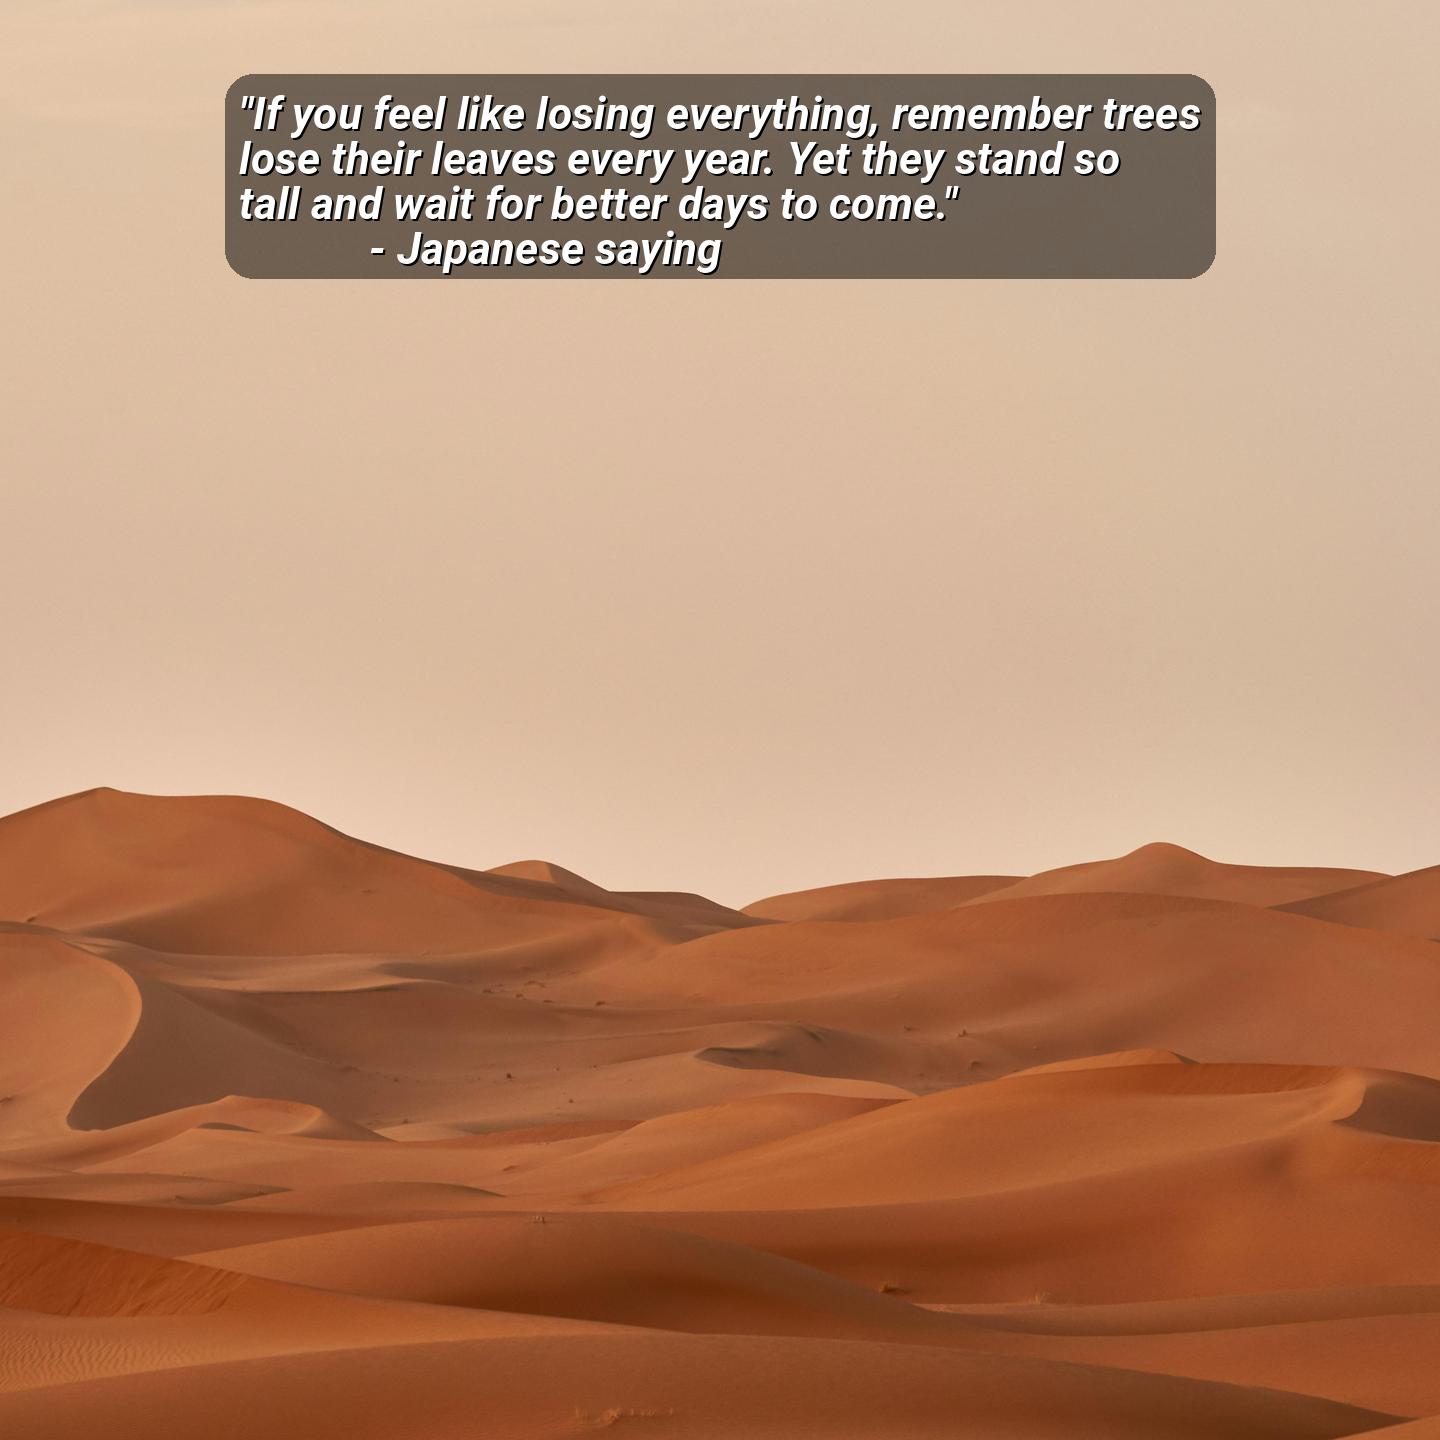 "If you feel like losing everything, remember trees
lose their leaves every year. Yet they stand so
tall and wait for better days to come."
- Japanese saying